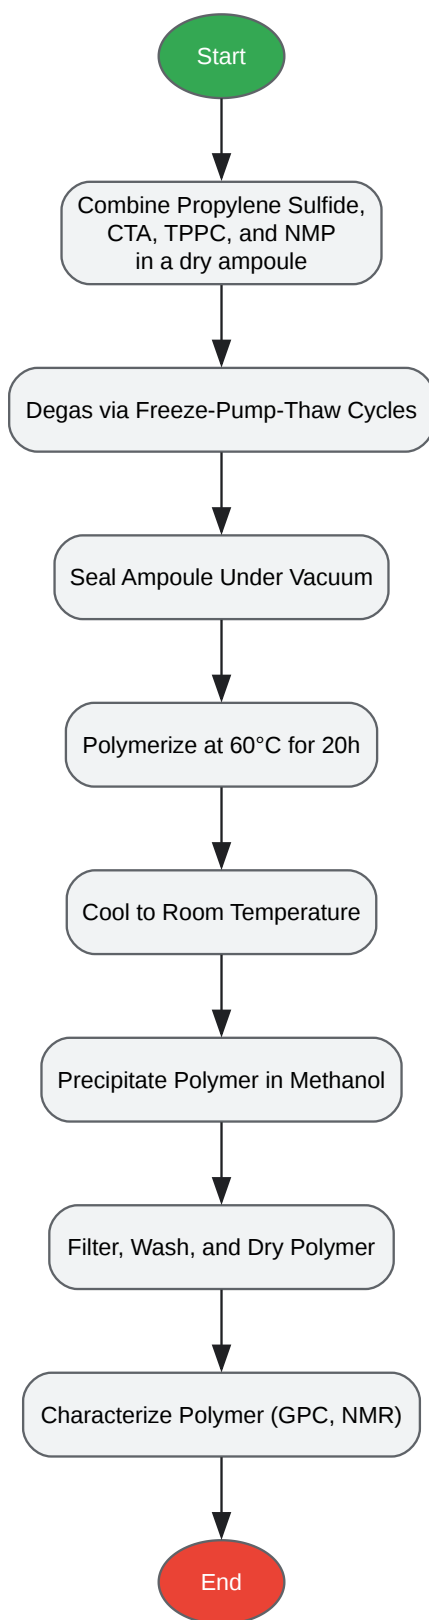 Start
Combine Propylene Sulfide,
CTA, TPPC, and NMP
in a dry ampoule
Degas via Freeze-Pump-Thaw Cycles
Seal Ampoule Under Vacuum
Polymerize at 60°C for 20h
Cool to Room Temperature
Precipitate Polymer in Methanol
Filter, Wash, and Dry Polymer
Characterize Polymer (GPC, NMR)
End